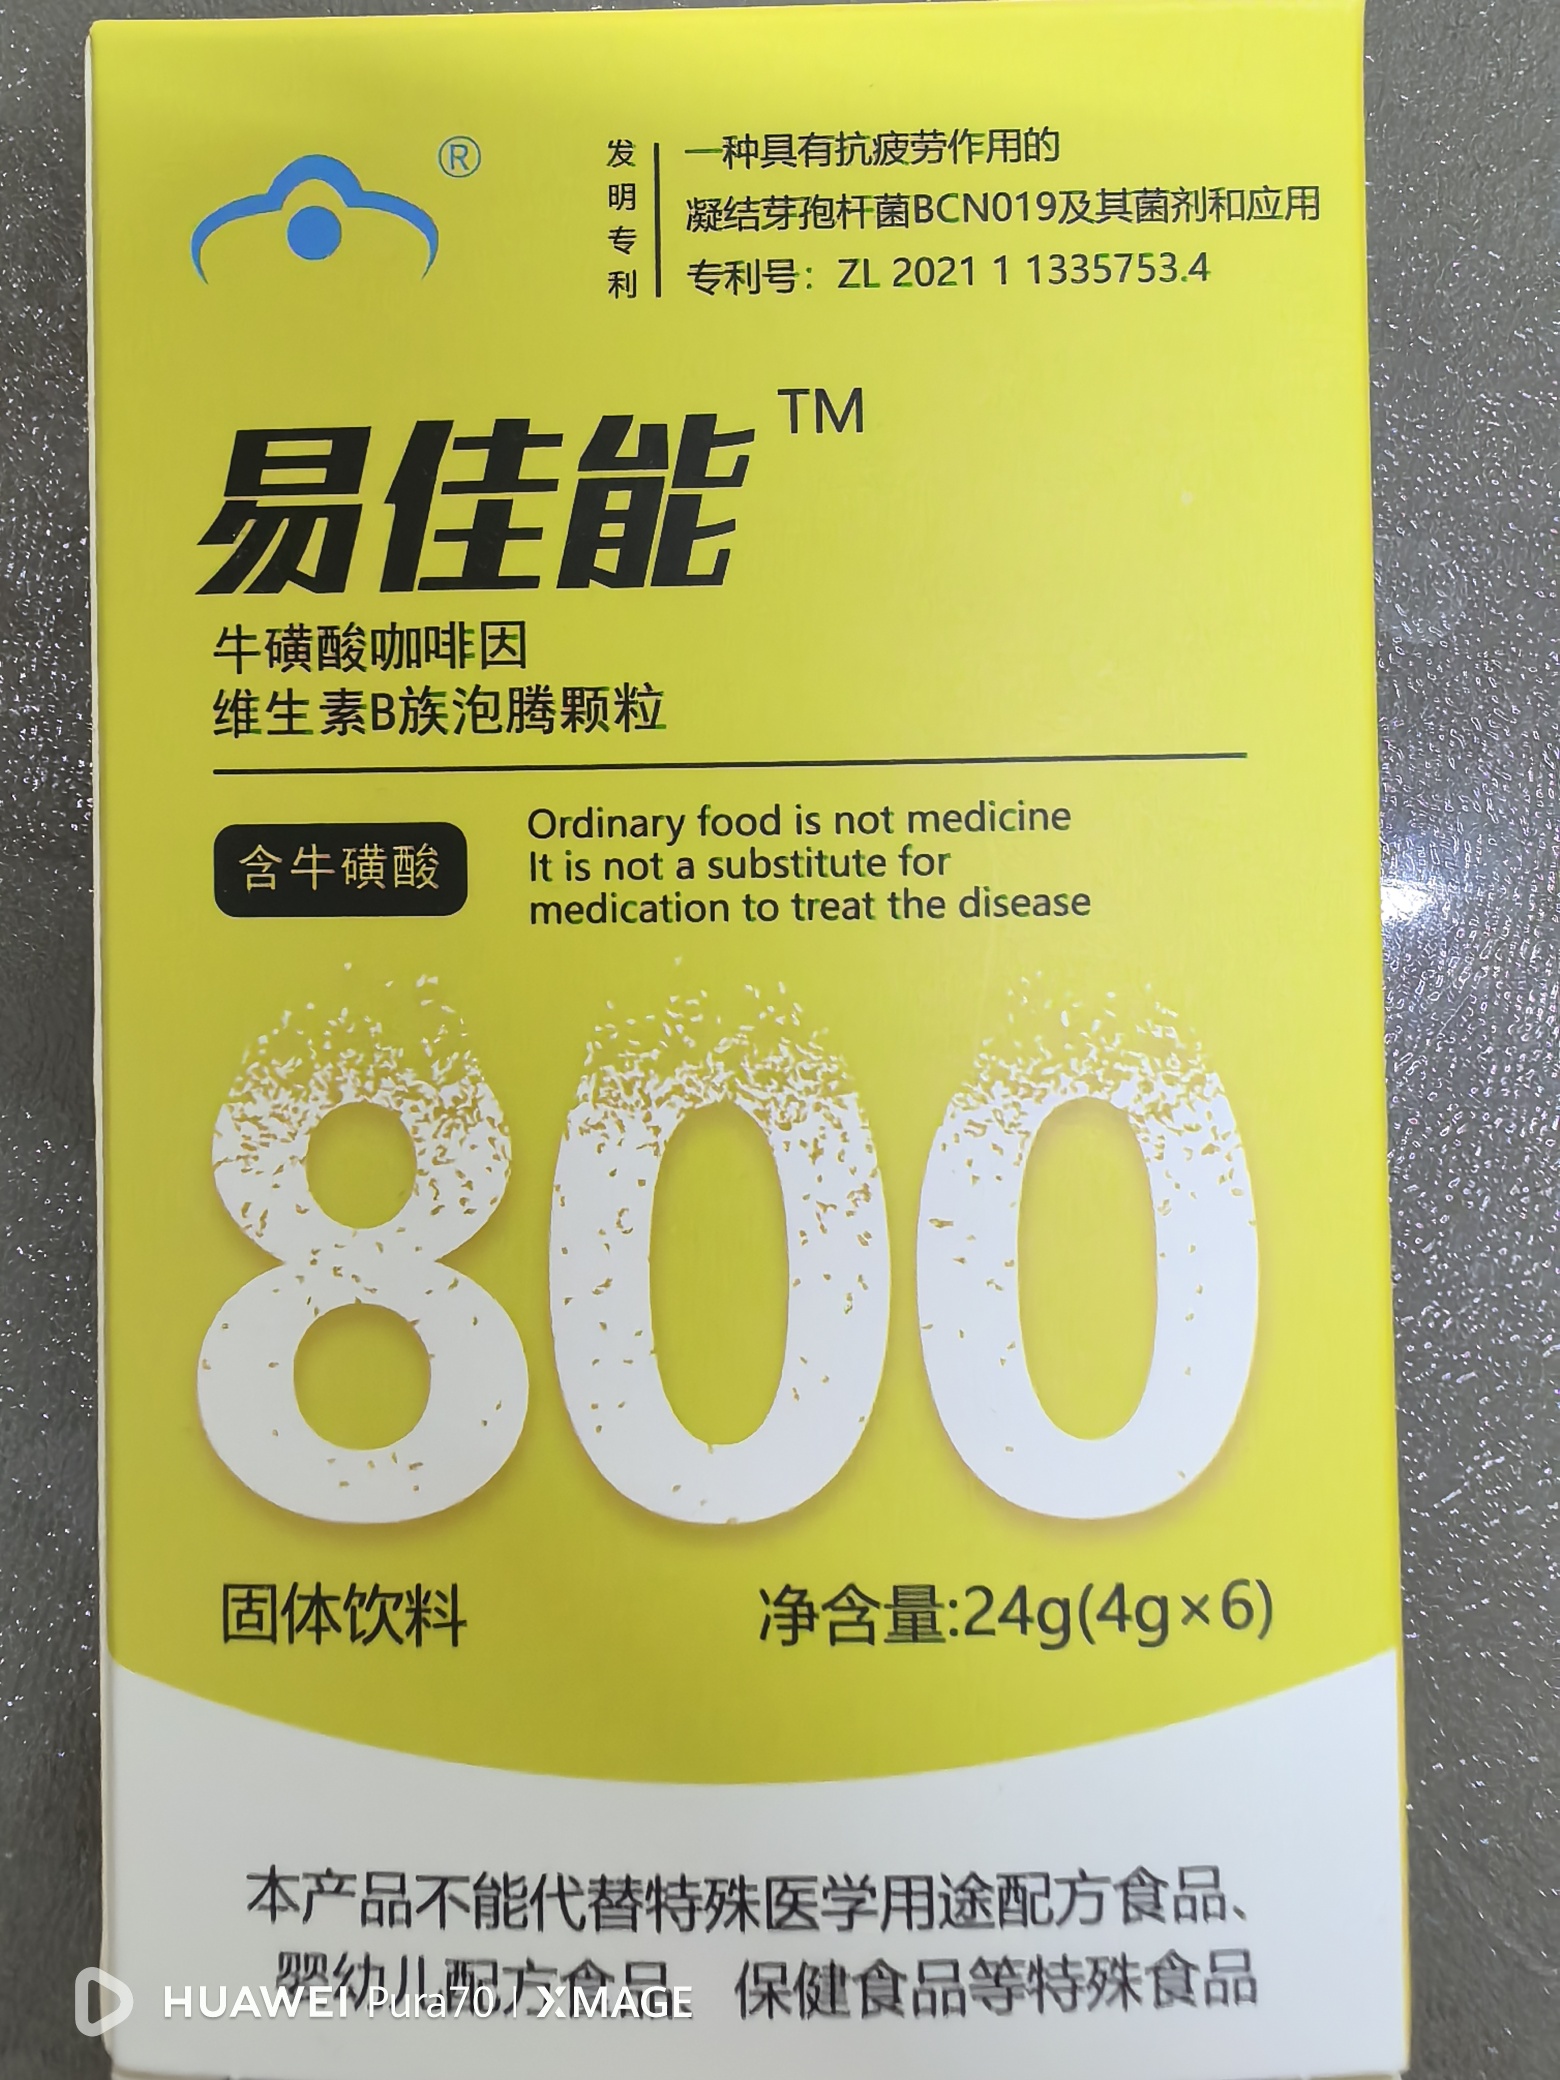 ®
发明专利
一种具有抗疲劳作用的
凝结芽孢杆菌BCN019及其菌剂和应用
专利号：ZL 2021 1 1335753.4
易佳能 TM
牛磺酸咖啡因
维生素B族泡腾颗粒
含牛磺酸
Ordinary food is not medicine
It is not a substitute for
medication to treat the disease
800
固体饮料
净含量:24g(4g×6)
本产品不能代替特殊医学用途配方食品、
婴幼儿配方食品 保健食品等特殊食品
HUAWEI Pura70 | XMAGE